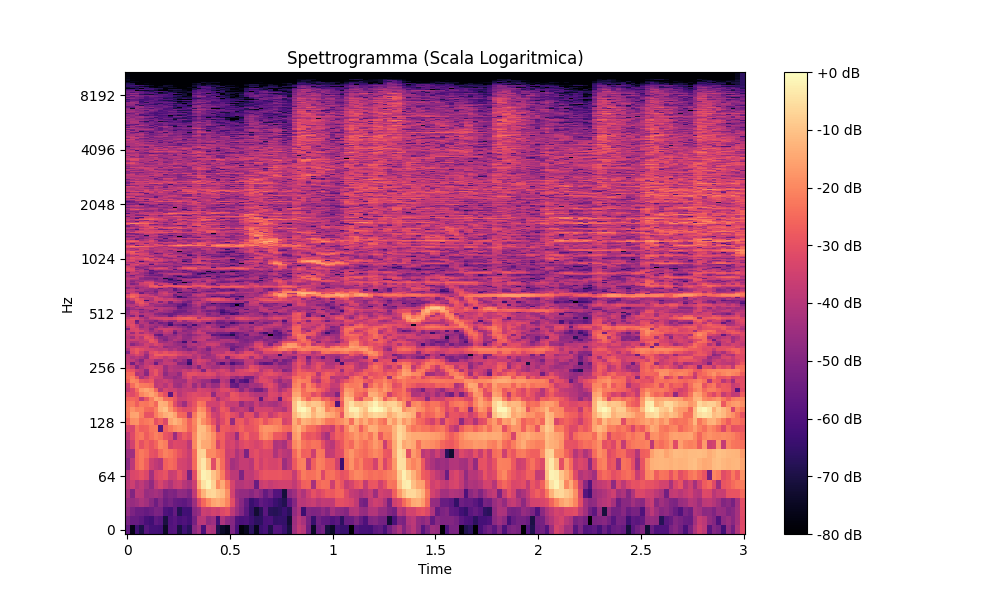 Spettrogramma (Scala Logaritmica)
Hz
8192
4096
2048
1024
512
256
128
64
0
0 0.5 1 1.5 2 2.5 3
Time
+0 dB
-10 dB
-20 dB
-30 dB
-40 dB
-50 dB
-60 dB
-70 dB
-80 dB